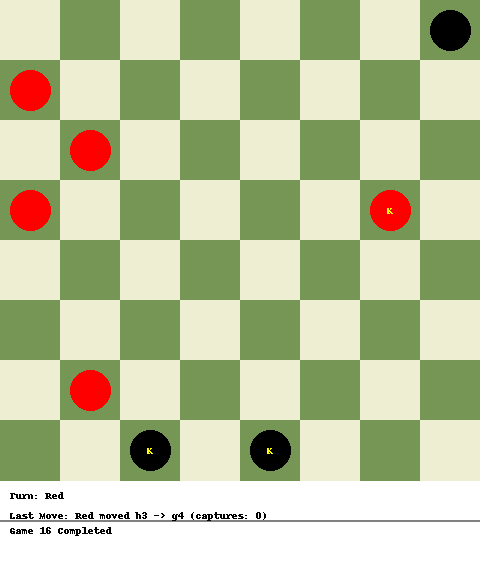 K
K K
Turn: Red
Last Move: Red moved h3 -> g4 (captures: 0)
Game 16 Completed